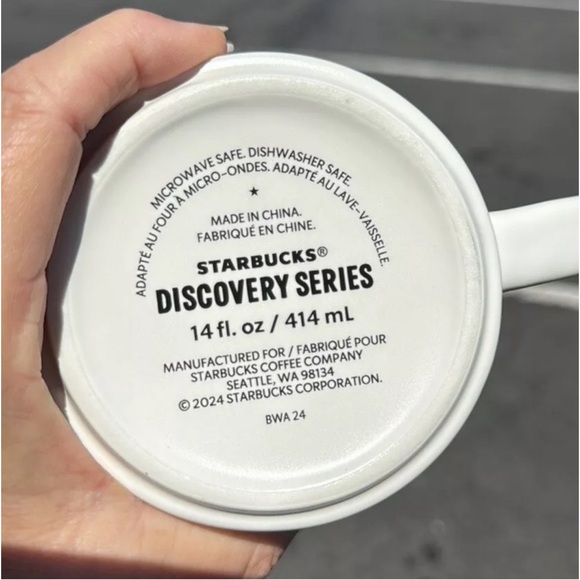 MICROWAVE SAFE. DISHWASHER SAFE.
ADAPTÉ AU FOUR À MICRO-ONDES. ADAPTÉ AU LAVE-VAISSELLE.
★
MADE IN CHINA.
FABRIQUÉ EN CHINE.
STARBUCKS®
DISCOVERY SERIES
14 fl. oz / 414 mL
MANUFACTURED FOR / FABRIQUÉ POUR
STARBUCKS COFFEE COMPANY
SEATTLE, WA 98134
© 2024 STARBUCKS CORPORATION.
BWA 24